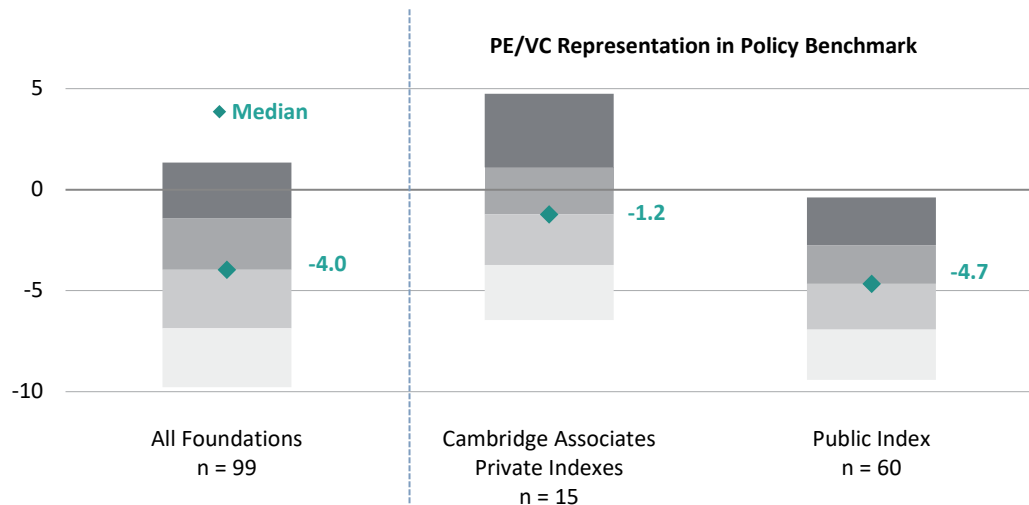 PE/VC Representation in Policy Benchmark
5
Median
0
-1.2
-4.0
-4.7
-5
-10
All Foundations
n = 99
Cambridge Associates
Private Indexes
n = 15
Public Index
n = 60